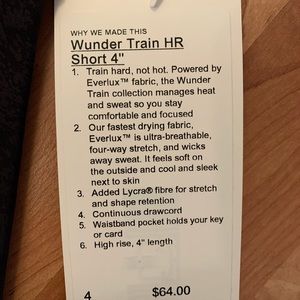 WHY WE MADE THIS
Wunder Train HR
Short 4"
1. Train hard, not hot. Powered by
Everlux™ fabric, the Wunder
Train collection manages heat
and sweat so you stay
comfortable and focused
2. Our fastest drying fabric,
Everlux™ is ultra-breathable,
four-way stretch, and wicks
away sweat. It feels soft on
the outside and cool and sleek
next to skin
3. Added Lycra® fibre for stretch
and shape retention
4. Continuous drawcord
5. Waistband pocket holds your
key or card
6. High rise, 4" length
4 $64.00